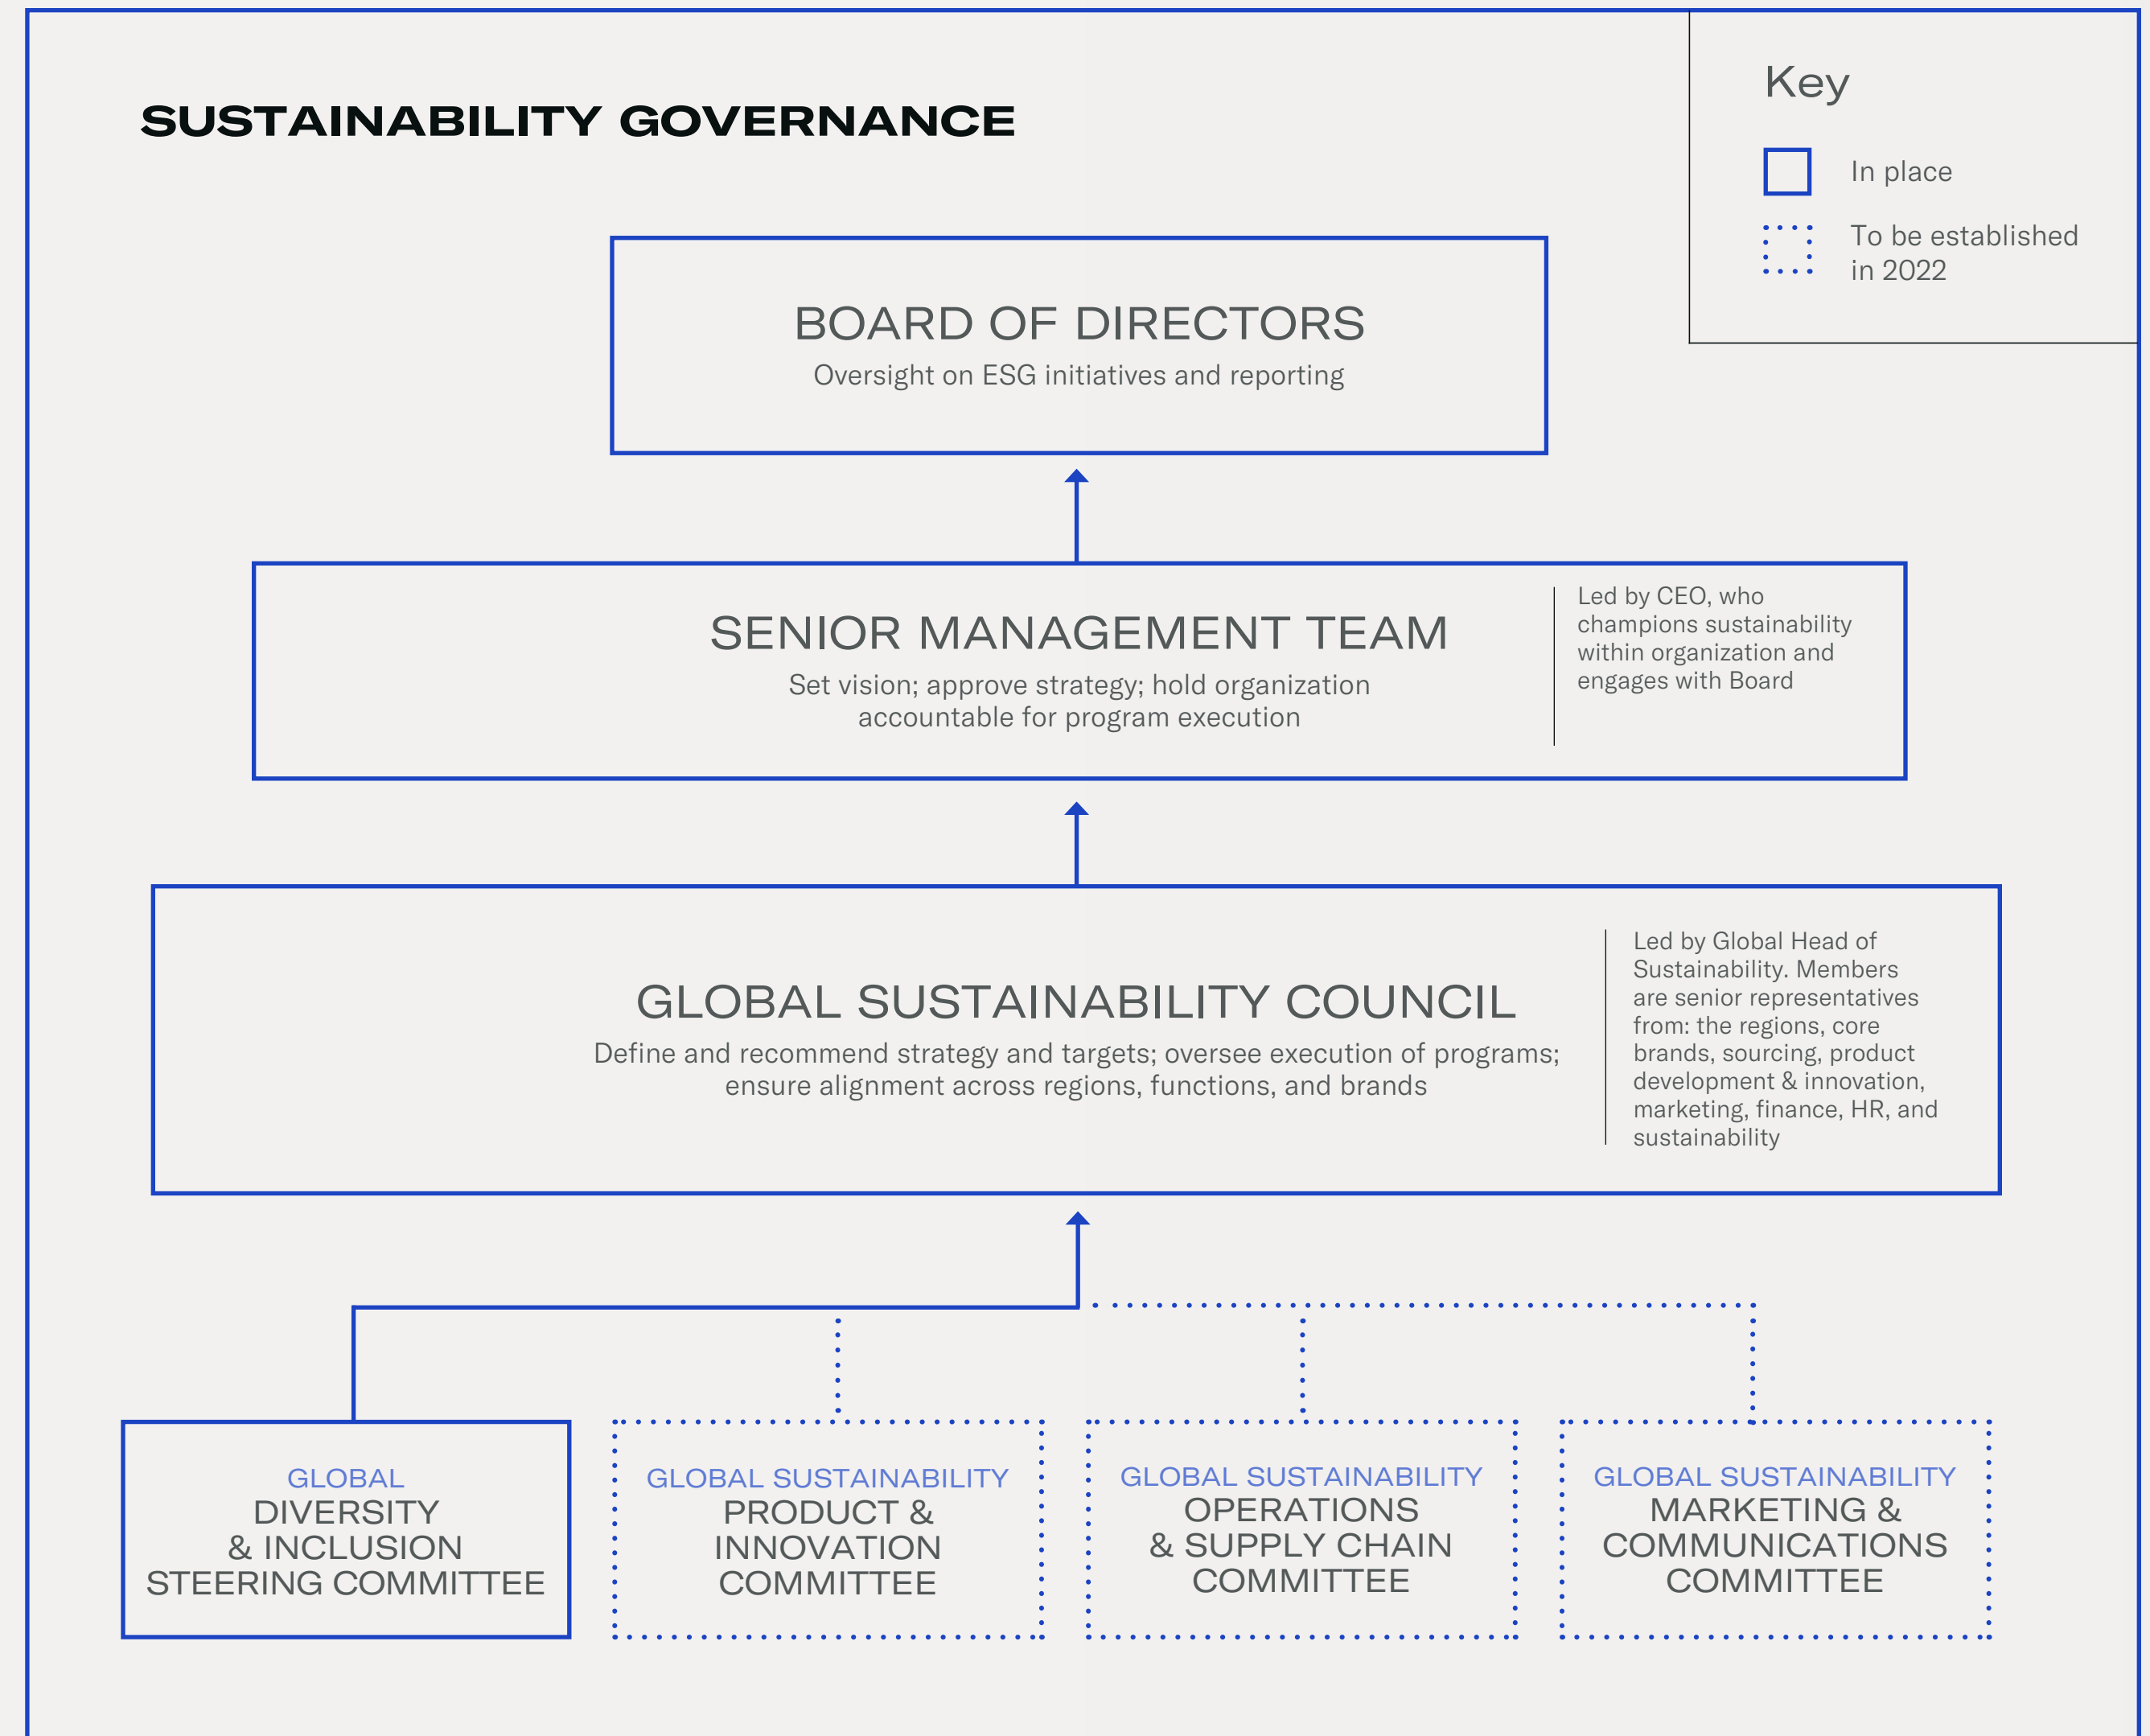 SUSTAINABILITY GOVERNANCE
Key
In place
To be established
in 2022
BOARD OF DIRECTORS
Oversight on ESG initiatives and reporting
SENIOR MANAGEMENT TEAM
Set vision; approve strategy; hold organization
accountable for program execution
Led by CEO, who
champions sustainability
within organization and
engages with Board
GLOBAL SUSTAINABILITY COUNCIL
Define and recommend strategy and targets; oversee execution of programs;
ensure alignment across regions, functions, and brands
Led by Global Head of
Sustainability. Members
are senior representatives
from: the regions, core
brands, sourcing, product
development & innovation,
marketing, finance, HR, and
sustainability
GLOBAL
DIVERSITY
& INCLUSION
STEERING COMMITTEE
GLOBAL SUSTAINABILITY
PRODUCT &
INNOVATION
COMMITTEE
GLOBAL SUSTAINABILITY
OPERATIONS
& SUPPLY CHAIN
COMMITTEE
GLOBAL SUSTAINABILITY
MARKETING &
COMMUNICATIONS
COMMITTEE